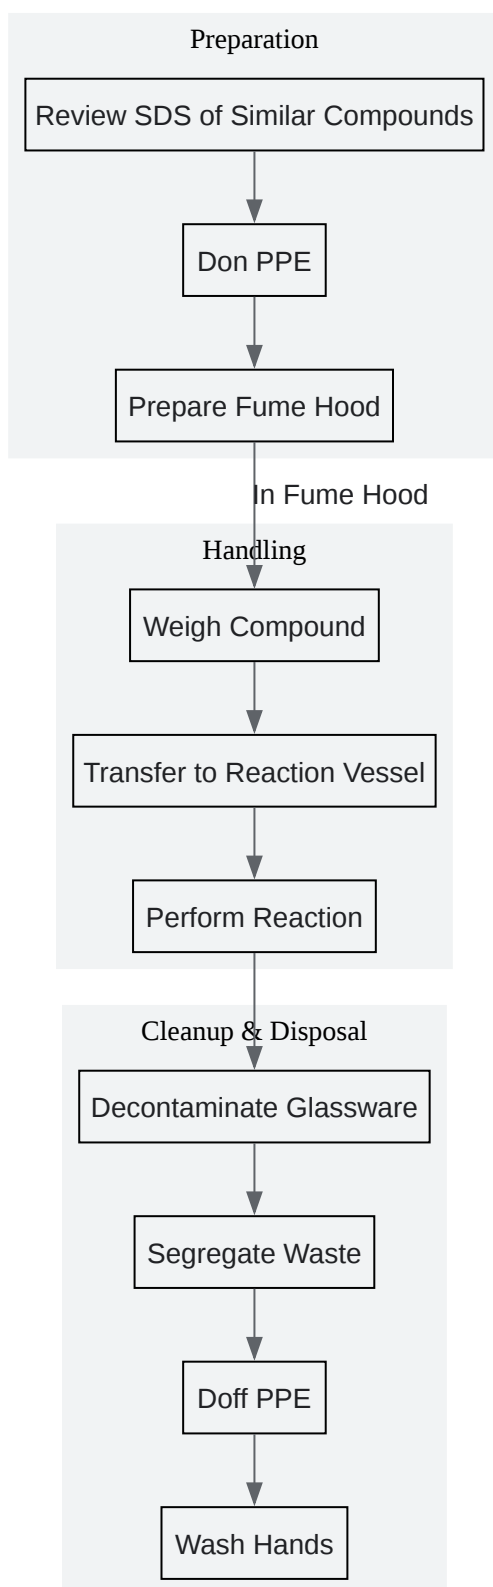 Preparation
Review SDS of Similar Compounds
Don PPE
Prepare Fume Hood
In Fume Hood
Handling
Weigh Compound
Transfer to Reaction Vessel
Perform Reaction
Cleanup & Disposal
Decontaminate Glassware
Segregate Waste
Doff PPE
Wash Hands